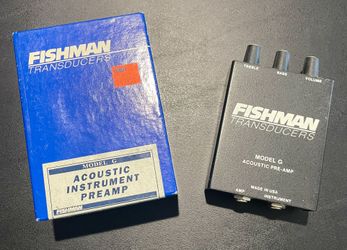 FISHMAN
TRANSDUCERS
MODEL G
ACOUSTIC
INSTRUMENT
PREAMP
FISHMAN
TREBLE
BASS
VOLUME
FISHMAN
TRANSDUCERS
MODEL G
ACOUSTIC PRE-AMP
MADE IN USA
AMP
INSTRUMENT